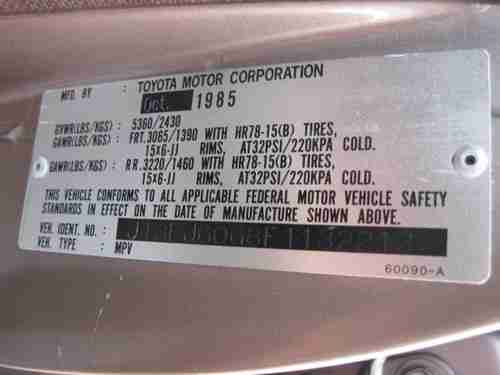 MFD. BY : TOYOTA MOTOR CORPORATION
Oct. 1985
GVWR(LBS/KGS) : 5360/2430
GAWR(LBS/KGS) : FRT.3065/1390 WITH HR78-15(B) TIRES,
15X6-JJ RIMS, AT32PSI/220KPA COLD.
GAWR(LBS/KGS) : RR.3220/1460 WITH HR78-15(B) TIRES,
15X6-JJ RIMS, AT32PSI/220KPA COLD.
THIS VEHICLE CONFORMS TO ALL APPLICABLE FEDERAL MOTOR VEHICLE SAFETY
STANDARDS IN EFFECT ON THE DATE OF MANUFACTURE SHOWN ABOVE.
VEH. IDENT. NO. :
VEH. TYPE : MPV
60090-A